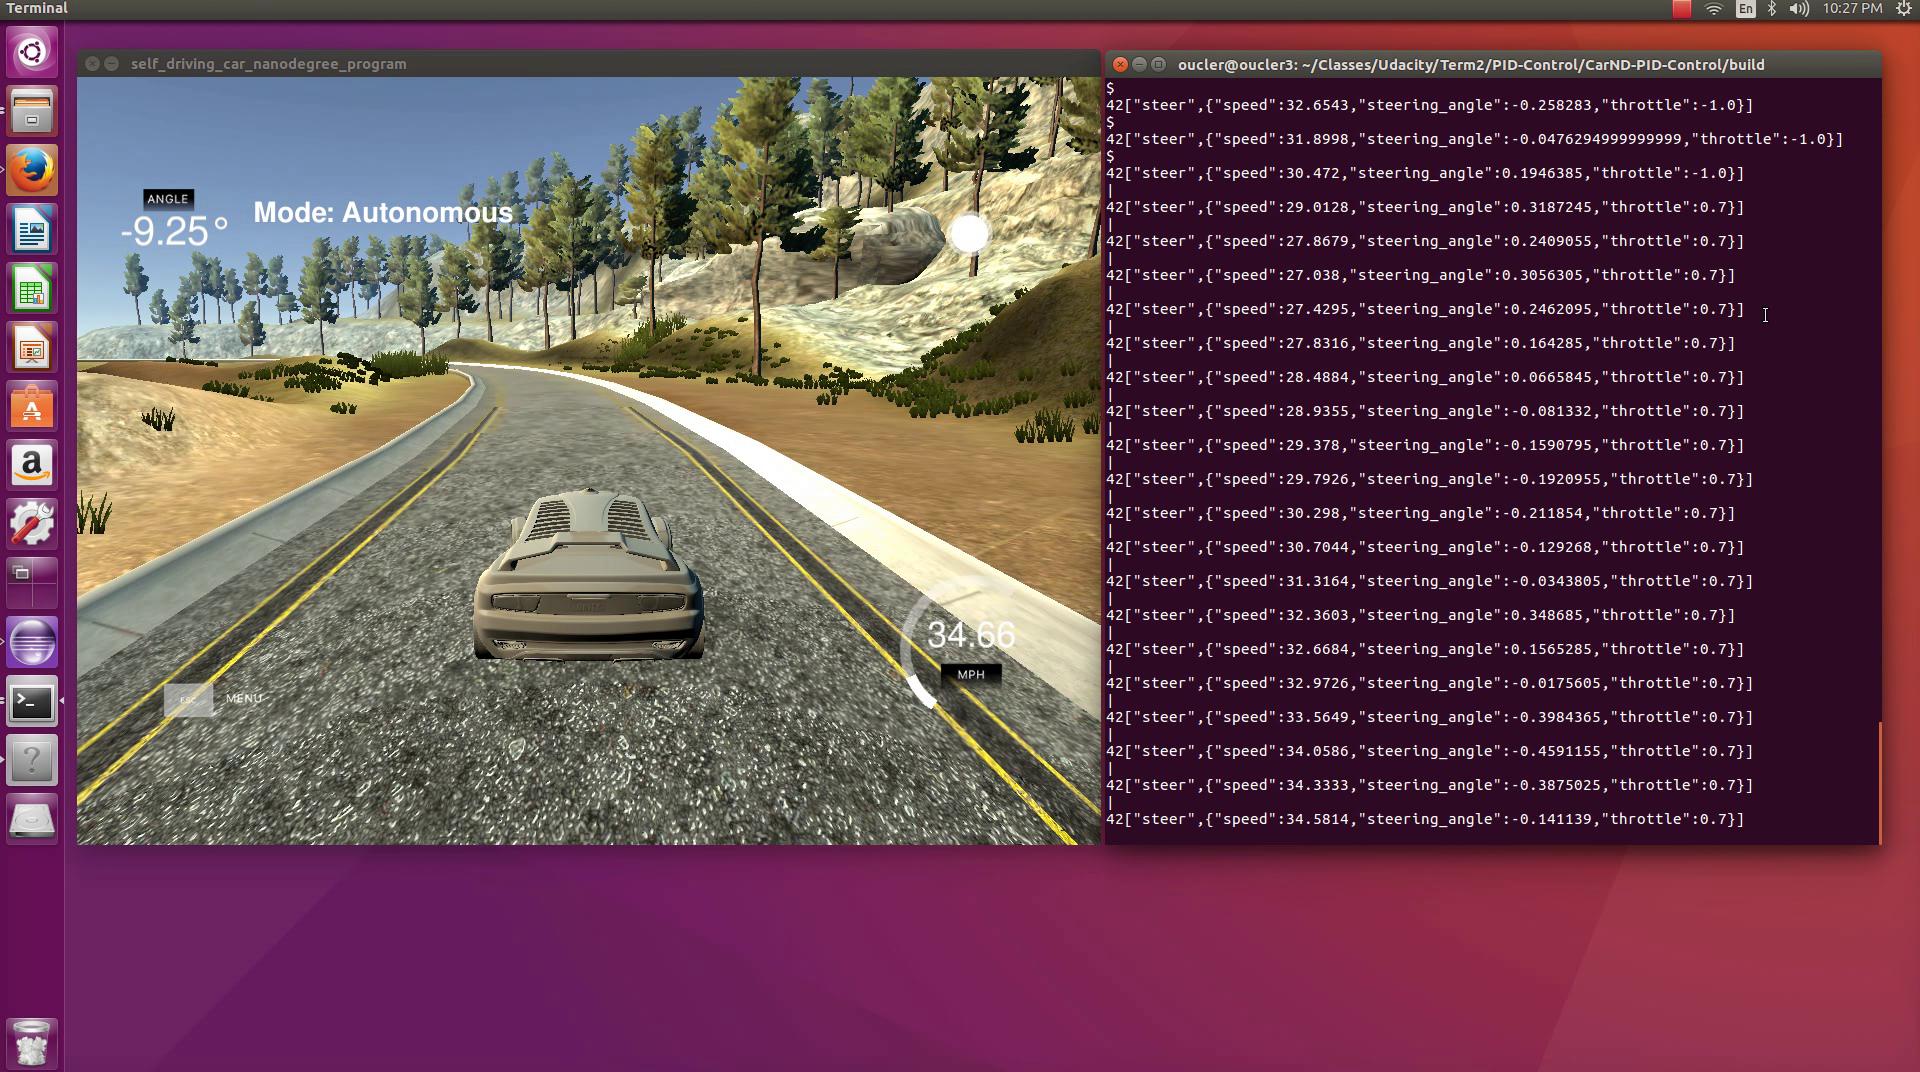 Terminal
En
10:27 PM
self_driving_car_nanodegree_program
ANGLE
-9.25°
Mode: Autonomous
34.66
MPH
ESC
MENU
oucler@oucler3: ~/Classes/Udacity/Term2/PID-Control/CarND-PID-Control/build
$
42["steer",{"speed":32.6543,"steering_angle":-0.258283,"throttle":-1.0}]
$
42["steer",{"speed":31.8998,"steering_angle":-0.0476294999999999,"throttle":-1.0}]
$
42["steer",{"speed":30.472,"steering_angle":0.1946385,"throttle":-1.0}]
|
42["steer",{"speed":29.0128,"steering_angle":0.3187245,"throttle":0.7}]
|
42["steer",{"speed":27.8679,"steering_angle":0.2409055,"throttle":0.7}]
|
42["steer",{"speed":27.038,"steering_angle":0.3056305,"throttle":0.7}]
|
42["steer",{"speed":27.4295,"steering_angle":0.2462095,"throttle":0.7}]
|
42["steer",{"speed":27.8316,"steering_angle":0.164285,"throttle":0.7}]
|
42["steer",{"speed":28.4884,"steering_angle":0.0665845,"throttle":0.7}]
|
42["steer",{"speed":28.9355,"steering_angle":-0.081332,"throttle":0.7}]
|
42["steer",{"speed":29.378,"steering_angle":-0.1590795,"throttle":0.7}]
|
42["steer",{"speed":29.7926,"steering_angle":-0.1920955,"throttle":0.7}]
|
42["steer",{"speed":30.298,"steering_angle":-0.211854,"throttle":0.7}]
|
42["steer",{"speed":30.7044,"steering_angle":-0.129268,"throttle":0.7}]
|
42["steer",{"speed":31.3164,"steering_angle":-0.0343805,"throttle":0.7}]
|
42["steer",{"speed":32.3603,"steering_angle":0.348685,"throttle":0.7}]
|
42["steer",{"speed":32.6684,"steering_angle":0.1565285,"throttle":0.7}]
|
42["steer",{"speed":32.9726,"steering_angle":-0.0175605,"throttle":0.7}]
|
42["steer",{"speed":33.5649,"steering_angle":-0.3984365,"throttle":0.7}]
|
42["steer",{"speed":34.0586,"steering_angle":-0.4591155,"throttle":0.7}]
|
42["steer",{"speed":34.3333,"steering_angle":-0.3875025,"throttle":0.7}]
|
42["steer",{"speed":34.5814,"steering_angle":-0.141139,"throttle":0.7}]